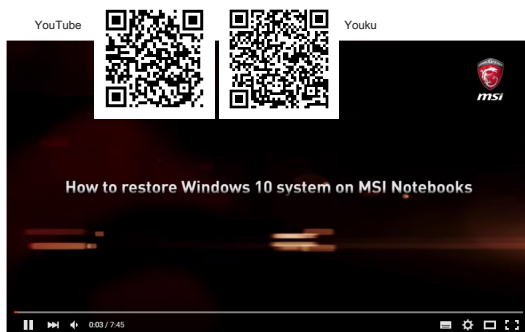 YouTube
Youku
msi
How to restore Windows 10 system on MSI Notebooks
0:03 / 7:45